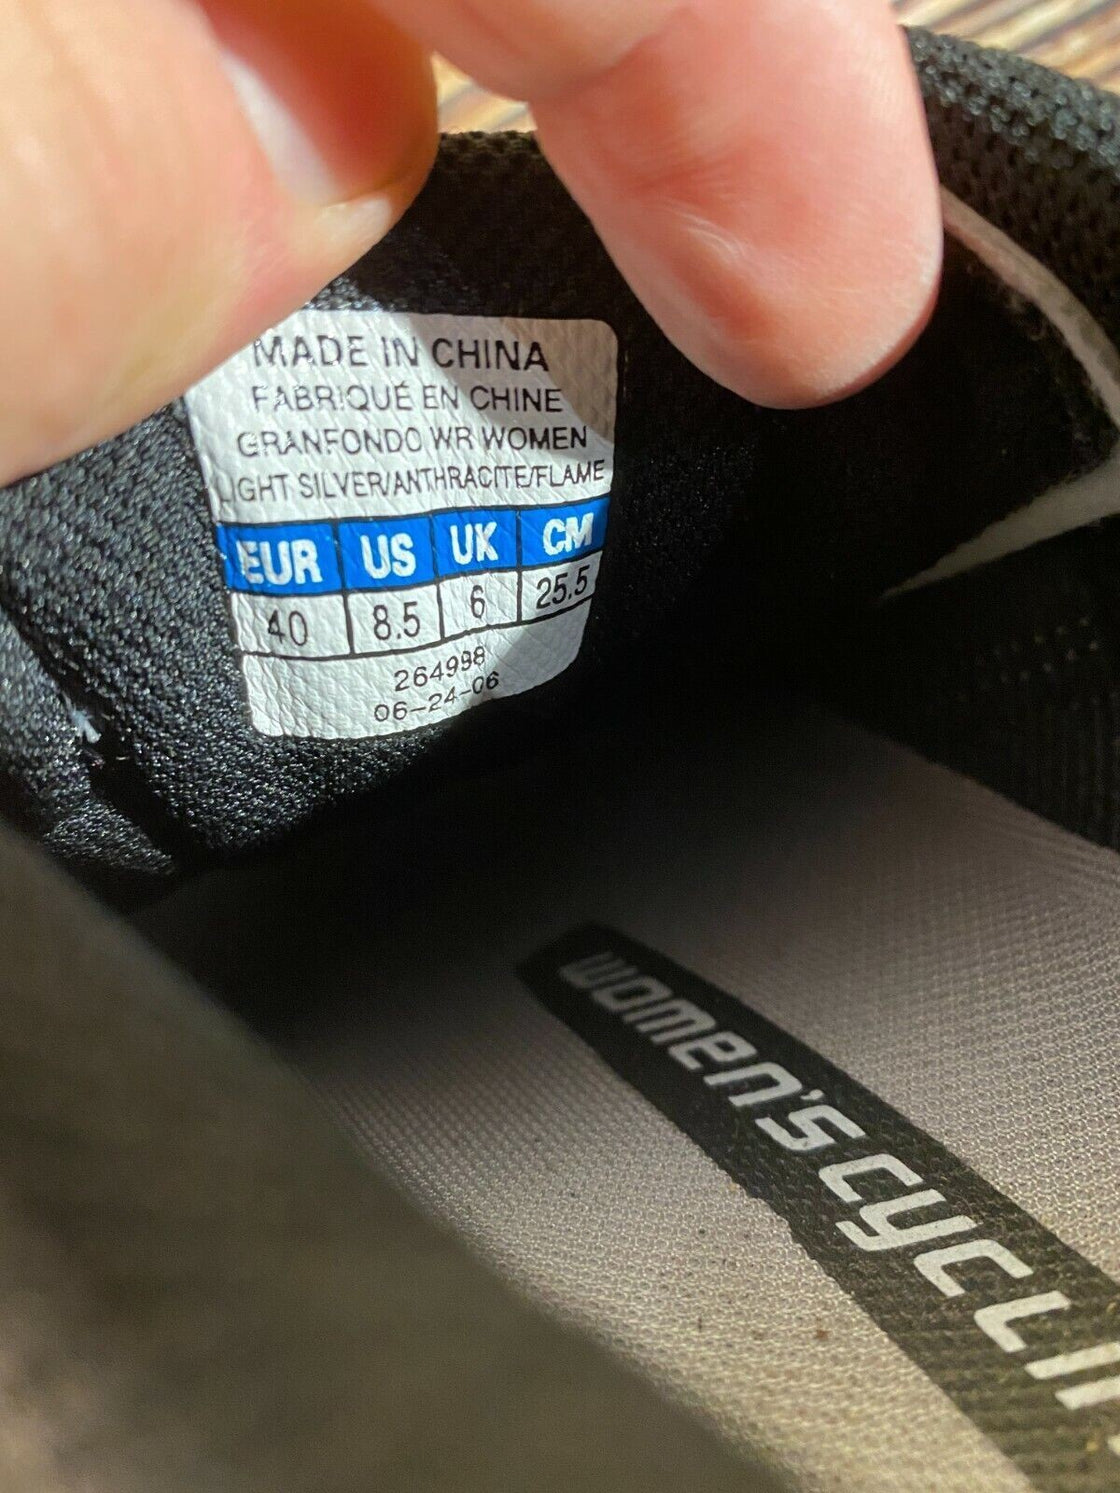 MADE IN CHINA
FABRIQUÉ EN CHINE
GRANFONDO WR WOMEN
LIGHT SILVER/ANTHRACITE/FLAME
EUR US UK CM
40 8.5 6 25.5
264998
06-24-06
women's cycli